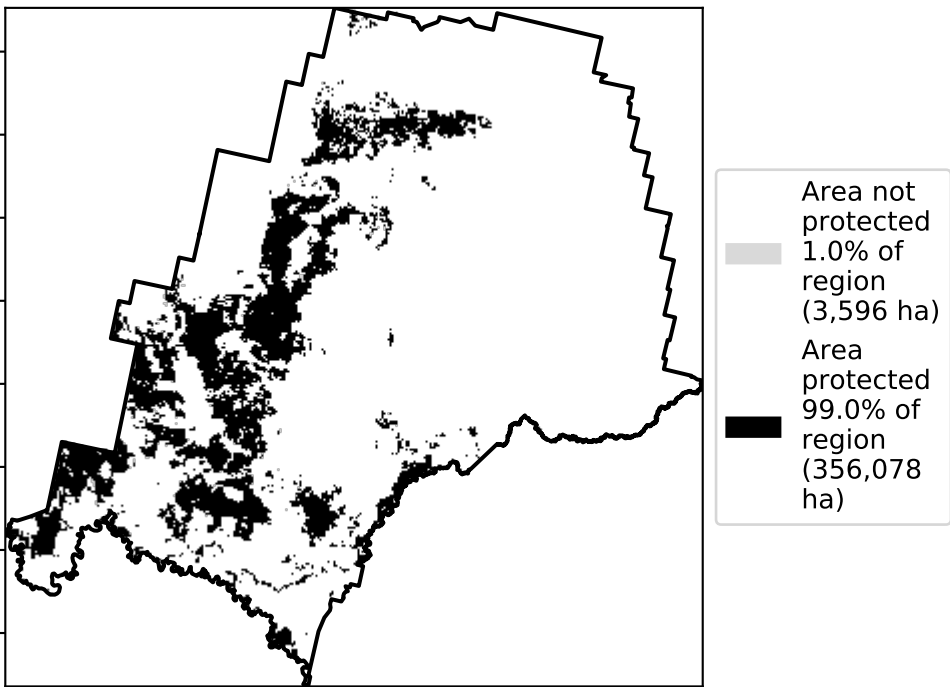 Area not
protected
1.0% of
region
(3,596 ha)
Area
protected
99.0% of
region
(356,078
ha)